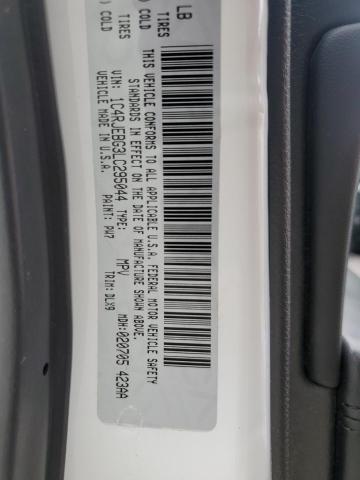 LB
TIRES
) COLD
TIRES
) COLD
THIS VEHICLE CONFORMS TO ALL APPLICABLE U.S.A. FEDERAL MOTOR VEHICLE SAFETY
STANDARDS IN EFFECT ON THE DATE OF MANUFACTURE SHOWN ABOVE.
VIN: 1C4RJEBG3LC295044 TYPE: MPV MDH:020705 423AA
VEHICLE MADE IN U.S.A. PAINT: PW7 TRIM: DLX9